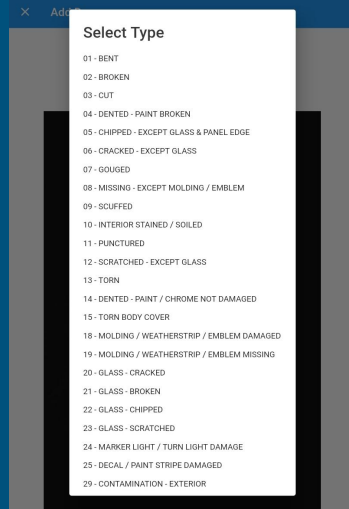 Add
Select Type
01 - BENT
02 - BROKEN
03 - CUT
04 - DENTED - PAINT BROKEN
05 - CHIPPED - EXCEPT GLASS & PANEL EDGE
06 - CRACKED - EXCEPT GLASS
07 - GOUGED
08 - MISSING - EXCEPT MOLDING / EMBLEM
09 - SCUFFED
10 - INTERIOR STAINED / SOILED
11 - PUNCTURED
12 - SCRATCHED - EXCEPT GLASS
13 - TORN
14 - DENTED - PAINT / CHROME NOT DAMAGED
15 - TORN BODY COVER
18 - MOLDING / WEATHERSTRIP / EMBLEM DAMAGED
19 - MOLDING / WEATHERSTRIP / EMBLEM MISSING
20 - GLASS - CRACKED
21 - GLASS - BROKEN
22 - GLASS - CHIPPED
23 - GLASS - SCRATCHED
24 - MARKER LIGHT / TURN LIGHT DAMAGE
25 - DECAL / PAINT STRIPE DAMAGED
29 - CONTAMINATION - EXTERIOR